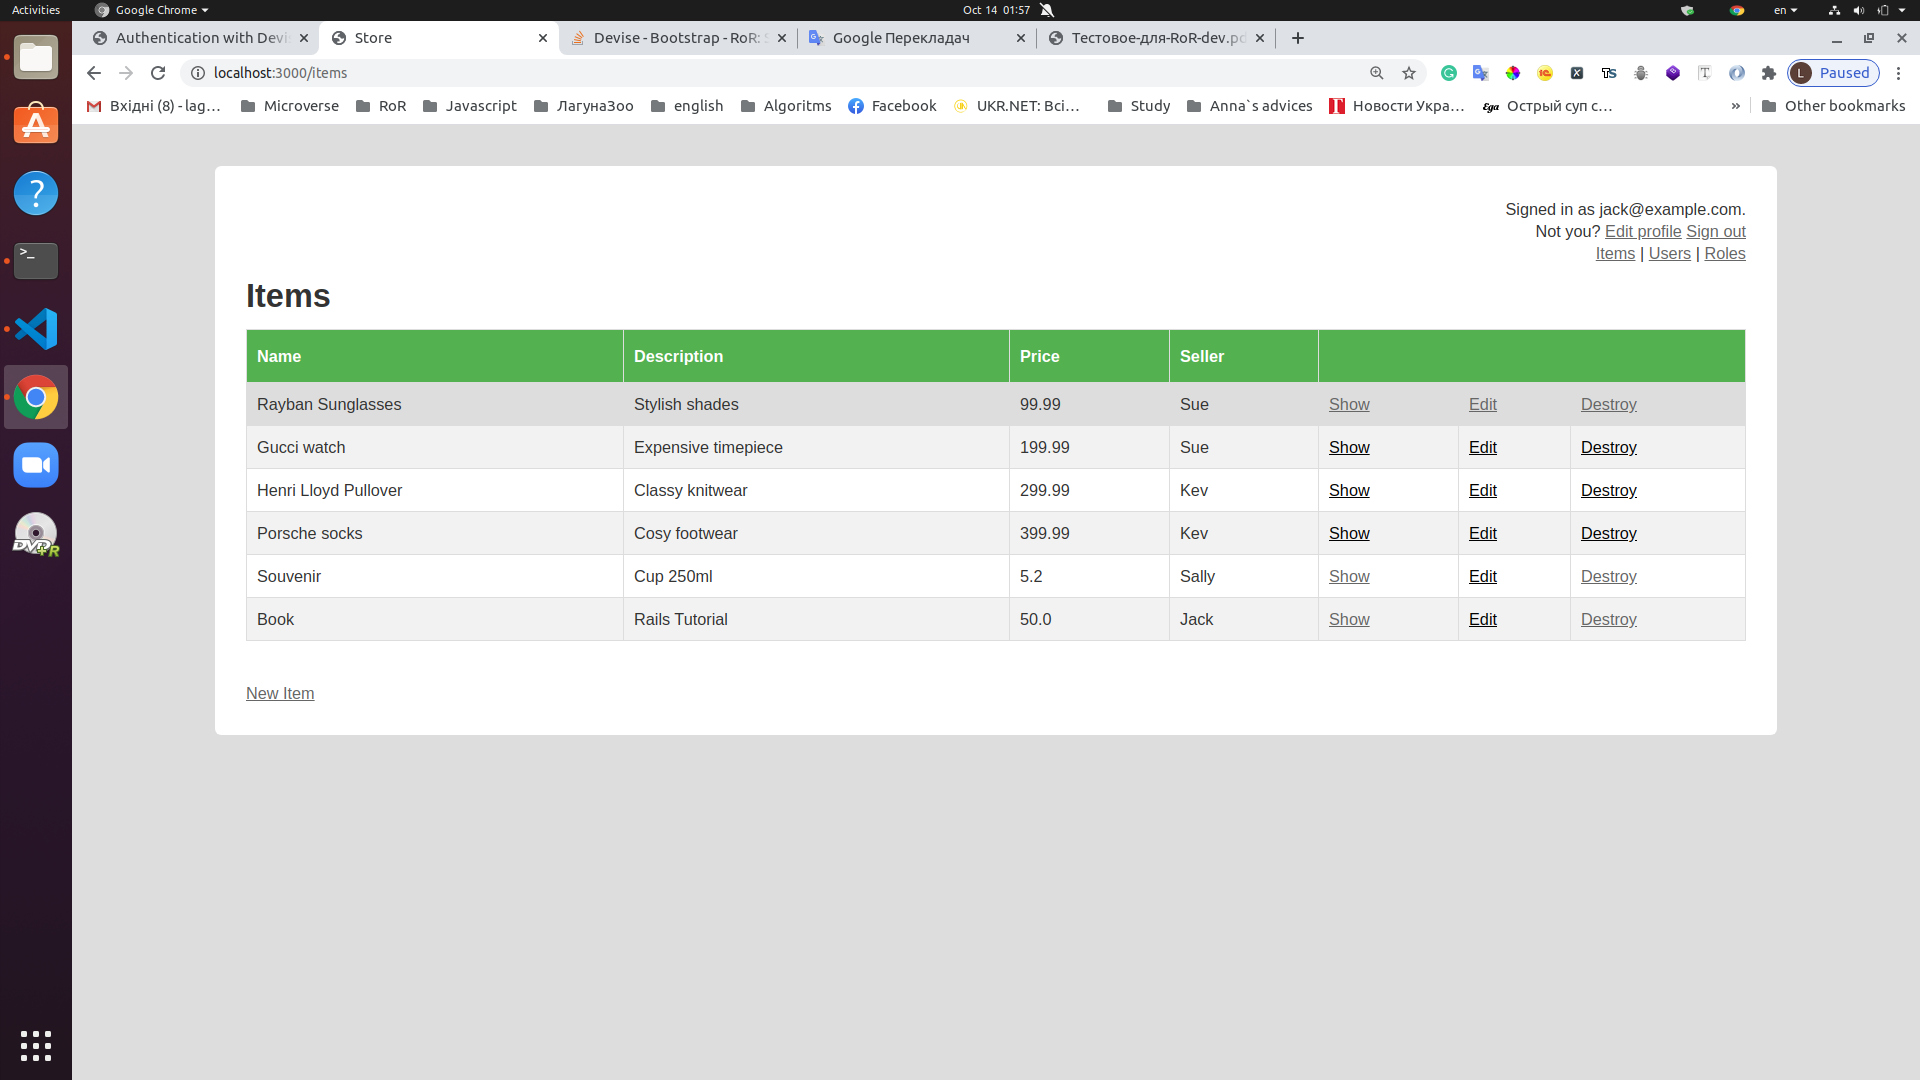 Activities Google Chrome Oct 14 01:57 en
Authentication with Devis Store Devise - Bootstrap - RoR: S Google Перекладач Тестовое-для-RoR-dev.pd
localhost:3000/items L Paused
Вхідні (8) - lag… Microverse RoR Javascript ЛагунаЗоо english Algoritms Facebook UKR.NET: Всі… Study Anna`s advices Новости Укра… Острый суп с… » Other bookmarks
Signed in as jack@example.com.
Not you? Edit profile Sign out
Items | Users | Roles
Items
Name Description Price Seller
Rayban Sunglasses Stylish shades 99.99 Sue Show Edit Destroy
Gucci watch Expensive timepiece 199.99 Sue Show Edit Destroy
Henri Lloyd Pullover Classy knitwear 299.99 Kev Show Edit Destroy
Porsche socks Cosy footwear 399.99 Kev Show Edit Destroy
Souvenir Cup 250ml 5.2 Sally Show Edit Destroy
Book Rails Tutorial 50.0 Jack Show Edit Destroy
New Item